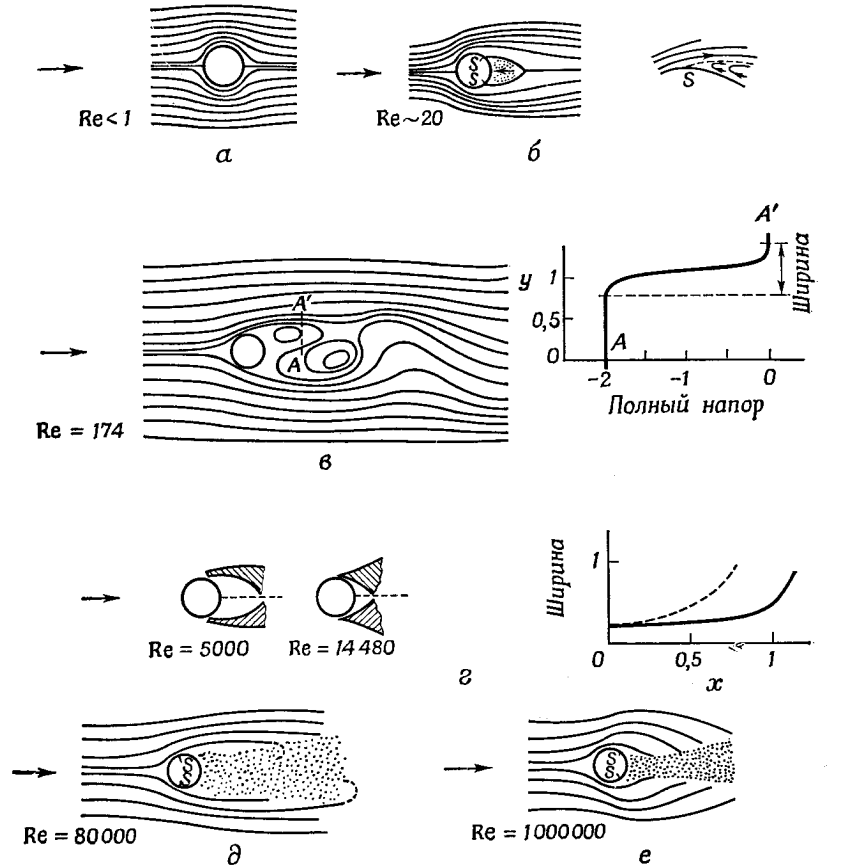 Re < 1
а
S
S
Re ~ 20
б
S
A'
A
Re = 174
в
y
1
0,5
0
A'
A
Ширина
-2
-1
0
Полный напор
Re = 5000
Re = 14 480
г
Ширина
1
0
0,5
1
x
S
S
Re = 80 000
д
S
S
Re = 1 000 000
е